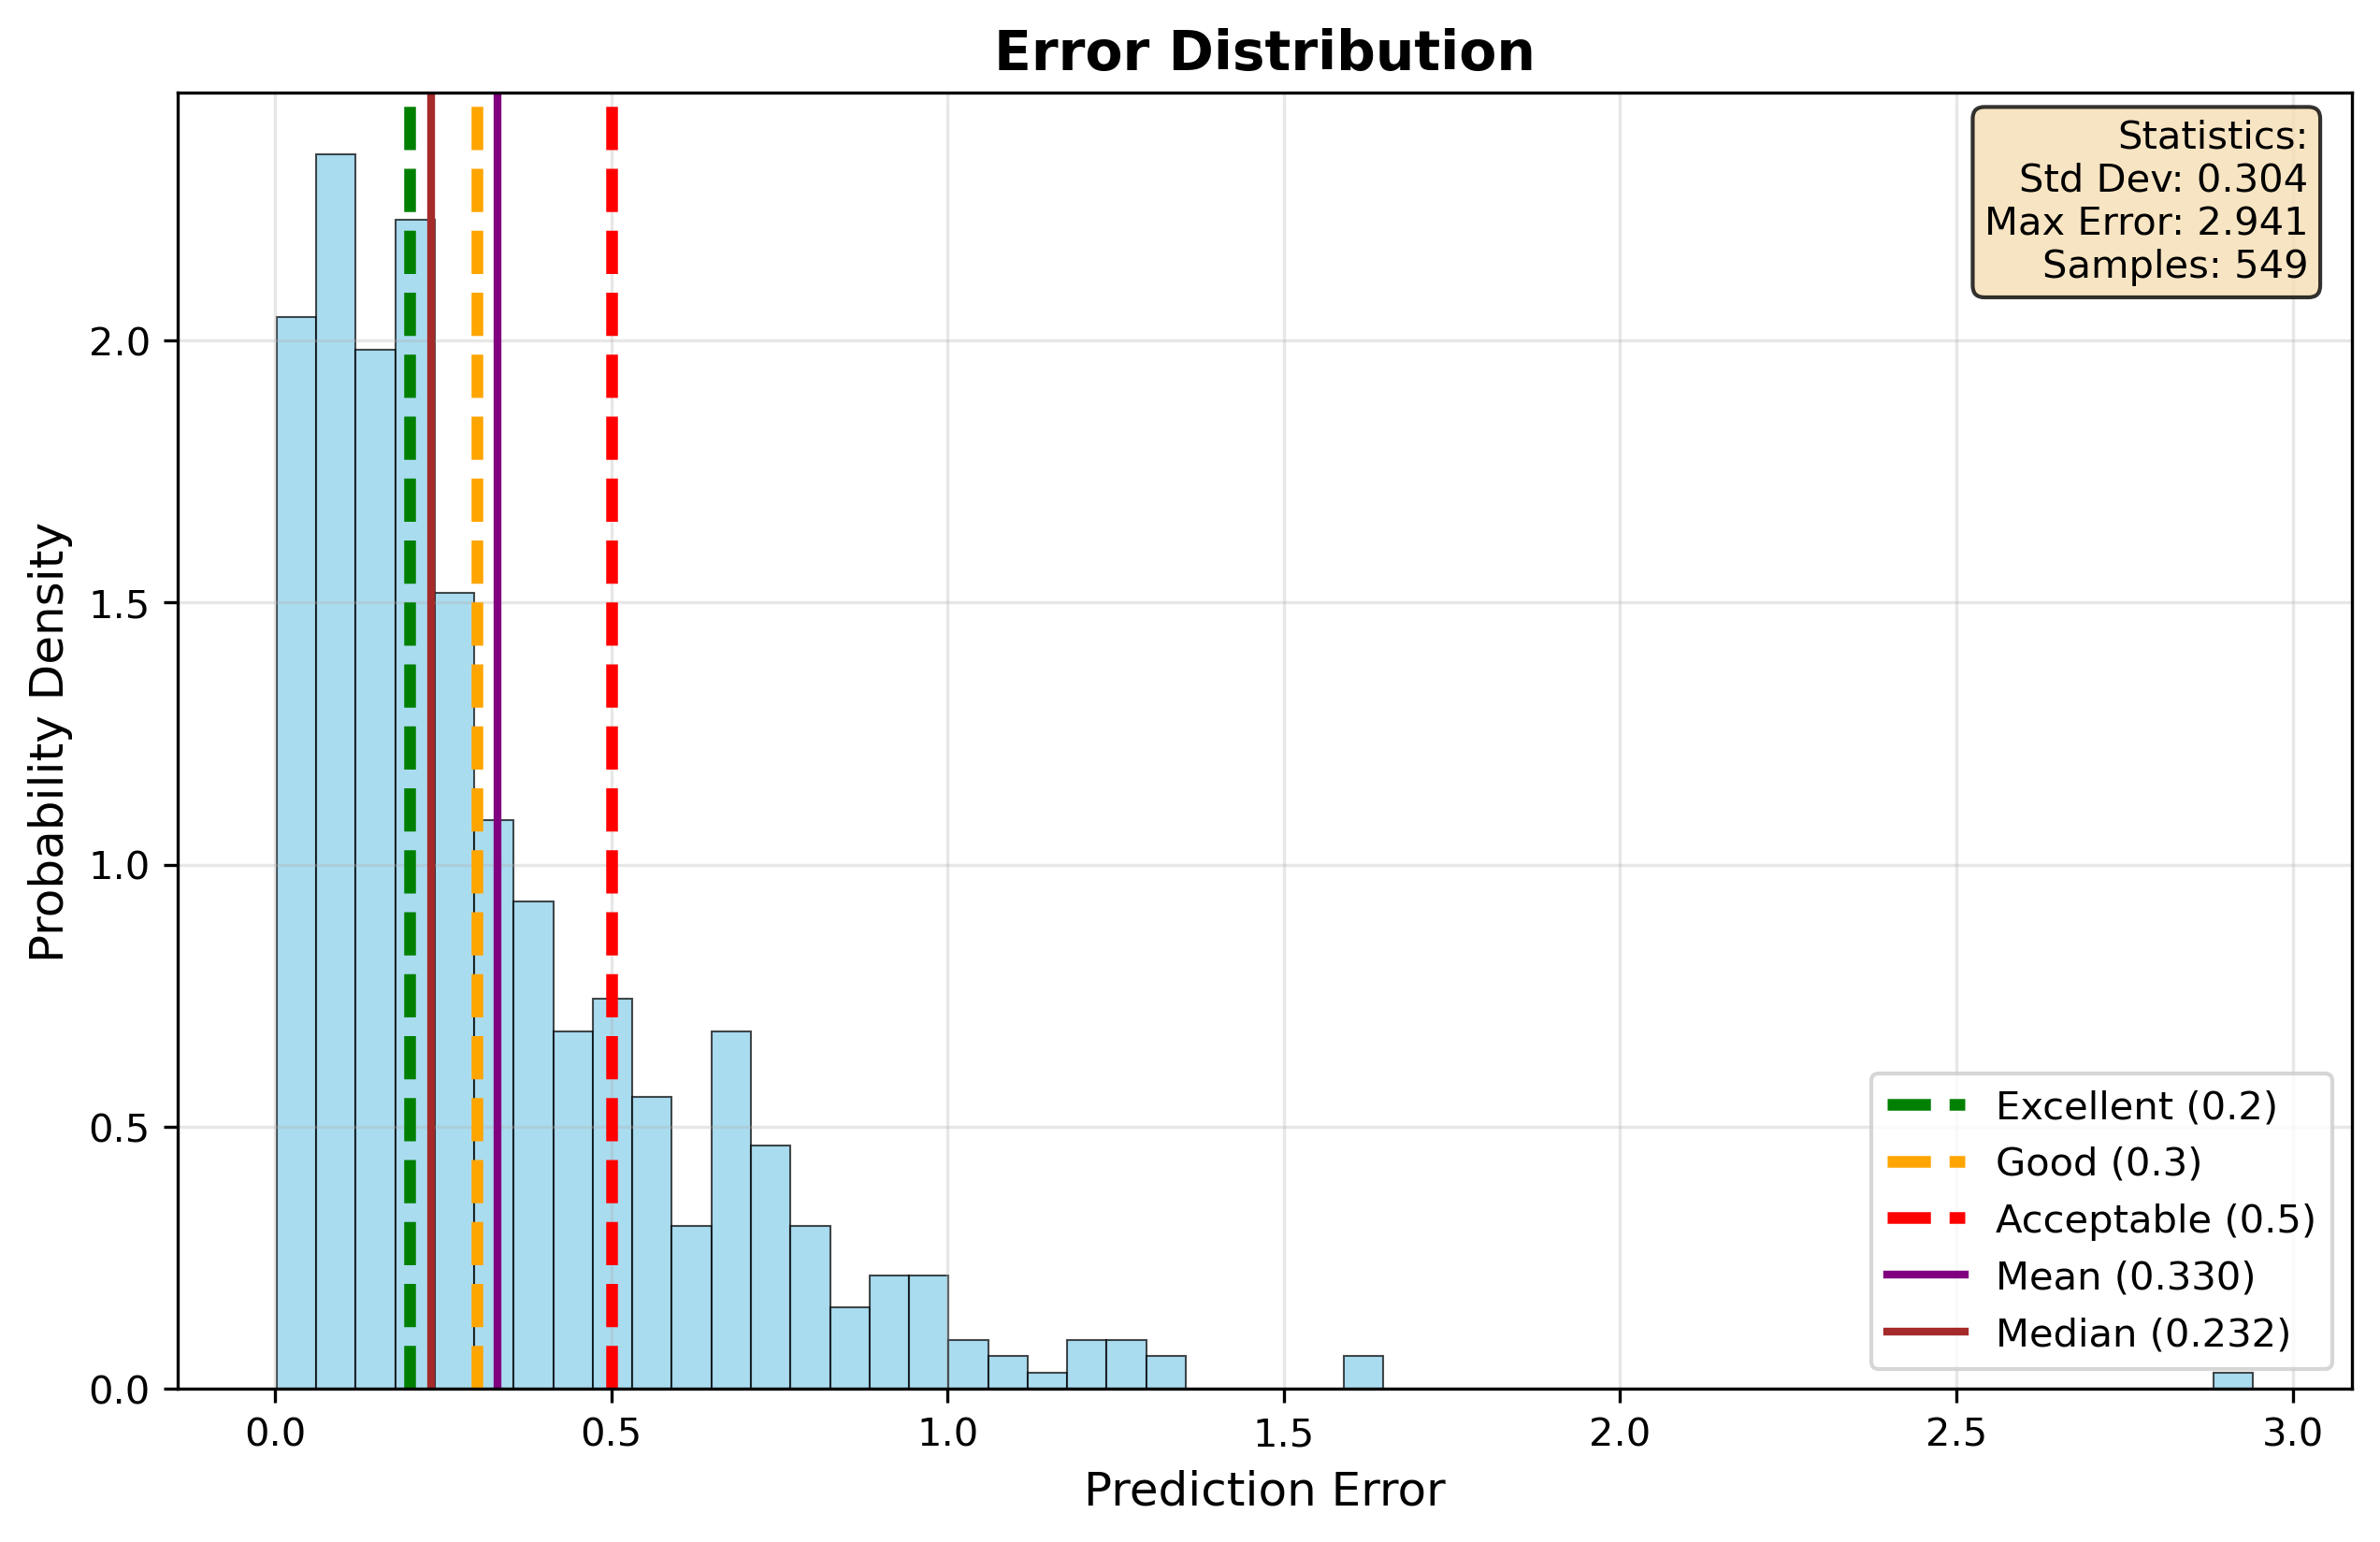 Error Distribution
Statistics:
Std Dev: 0.304
Max Error: 2.941
Samples: 549
Probability Density
2.0
1.5
1.0
0.5
0.0
Excellent (0.2)
Good (0.3)
Acceptable (0.5)
Mean (0.330)
Median (0.232)
0.0 0.5 1.0 1.5 2.0 2.5 3.0
Prediction Error